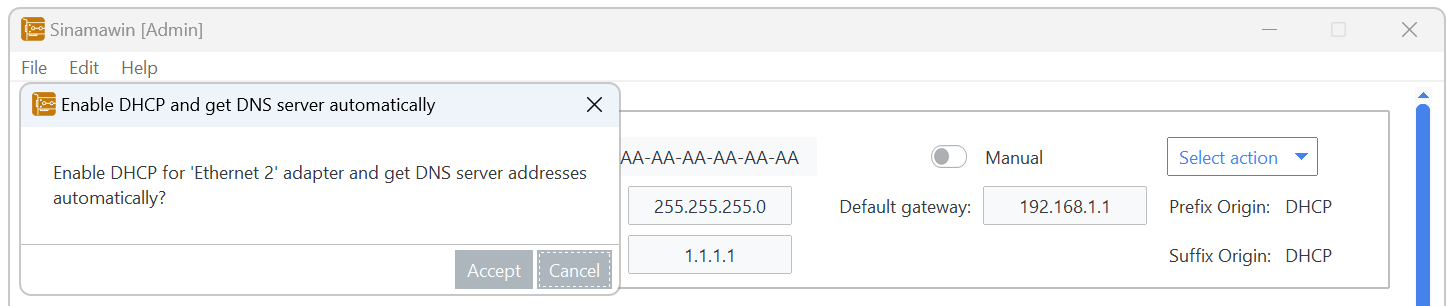 Sinamawin [Admin]
File Edit Help
Enable DHCP and get DNS server automatically
Enable DHCP for 'Ethernet 2' adapter and get DNS server addresses
automatically?
Accept Cancel
AA-AA-AA-AA-AA-AA Manual Select action
255.255.255.0 Default gateway: 192.168.1.1 Prefix Origin: DHCP
1.1.1.1 Suffix Origin: DHCP